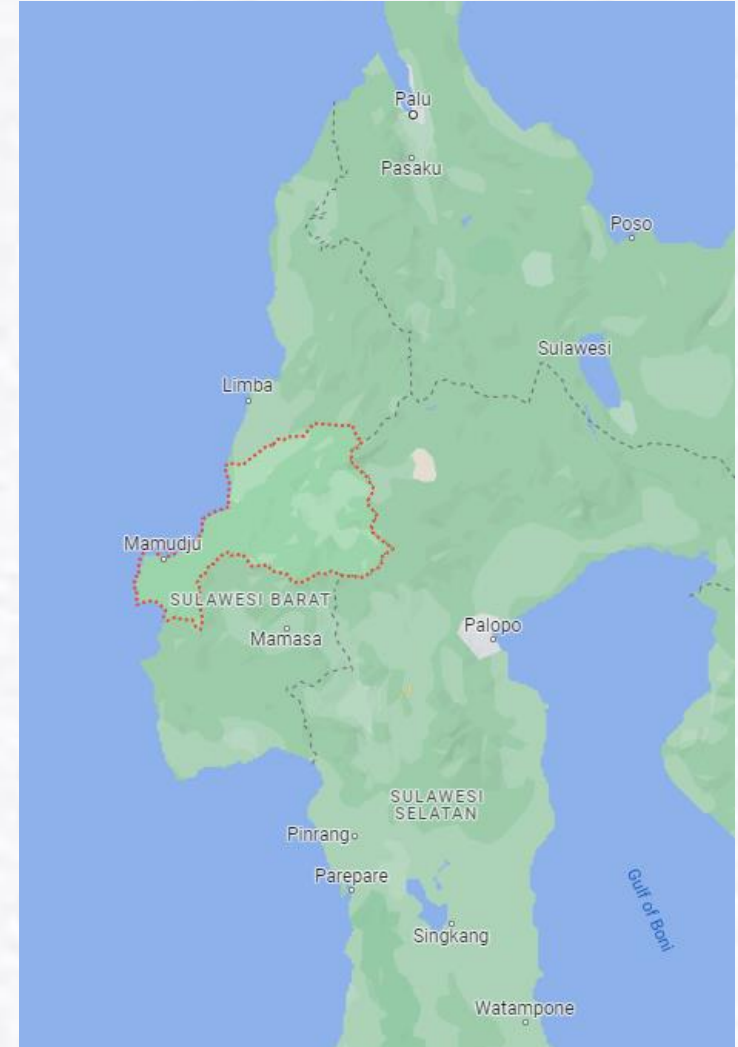 Palu
Pasaku
Poso
Sulawesi
Limba
Mamudju
SULAWESI BARAT
Palopo
Mamasa
SULAWESI
SELATAN
Pinrang
Parepare
Gulf of Boni
Singkang
Watampone